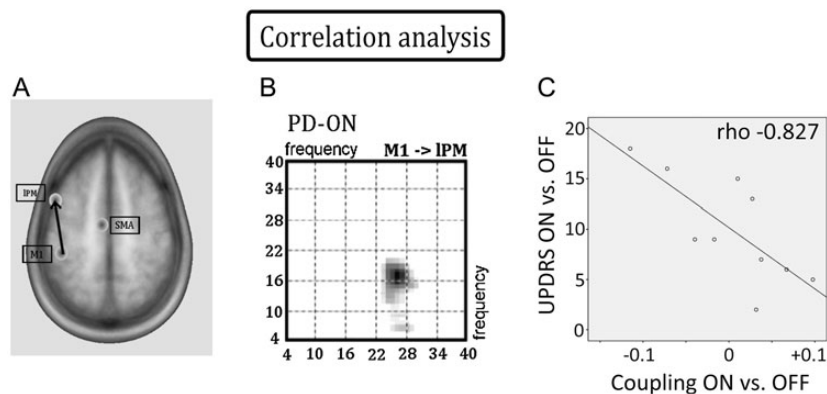 Correlation analysis
A
lPM
SMA
M1
B
PD-ON
frequency M1 -> lPM
40
34
28
22
16
10
4
4 10 16 22 28 34 40
frequency
C
rho -0.827
20
15
10
5
0
-0.1 0 +0.1
UPDRS ON vs. OFF
Coupling ON vs. OFF